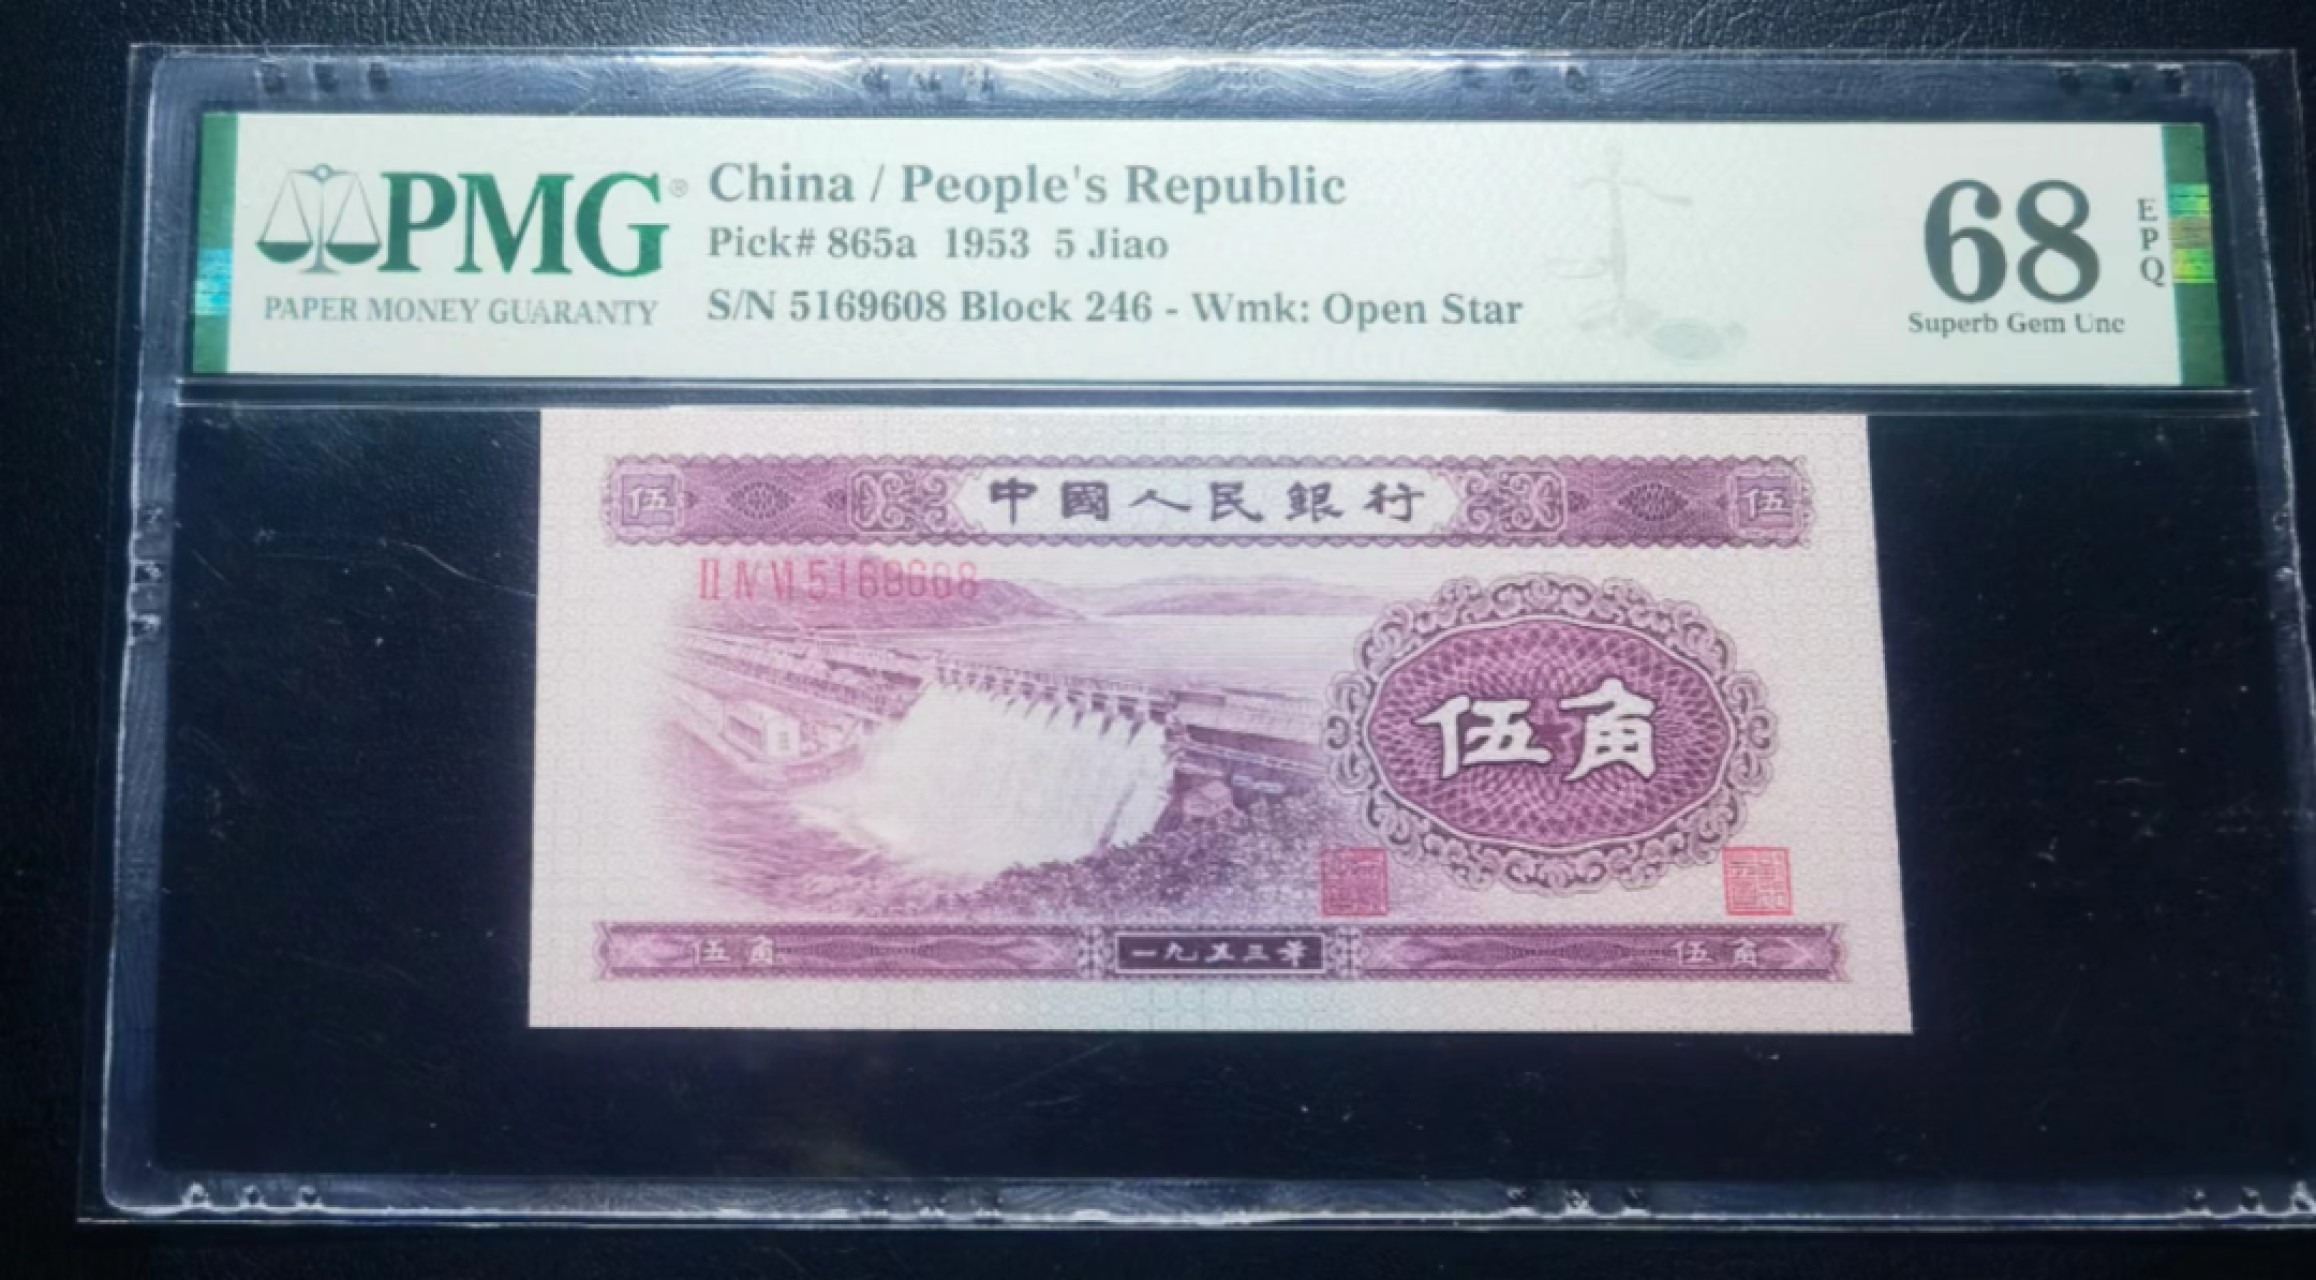 PMG®
PAPER MONEY GUARANTY
China / People's Republic
Pick# 865a 1953 5 Jiao
S/N 5169608 Block 246 - Wmk: Open Star
68
EPQ
Superb Gem Unc
伍 中國人民銀行 伍
II IV VI 5169608
伍角
伍角 一九五三年 伍角